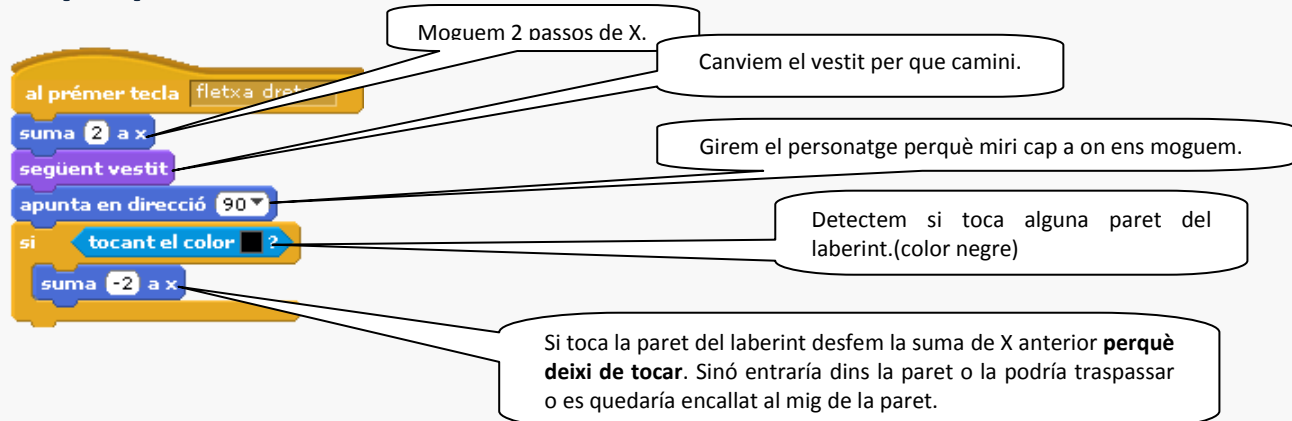 Moguem 2 passos de X.
Canviem el vestit per que camini.
al prémer tecla fletxa
suma 2 a x
següent vestit
Girem el personatge perquè miri cap a on ens moguem.
apunta en direcció 90
Detectem si toca alguna paret del
laberint.(color negre)
si tocant el color ?
suma -2 a x
Si toca la paret del laberint desfem la suma de X anterior perquè
deixi de tocar. Sinó entraría dins la paret o la podría traspassar
o es quedaría encallat al mig de la paret.